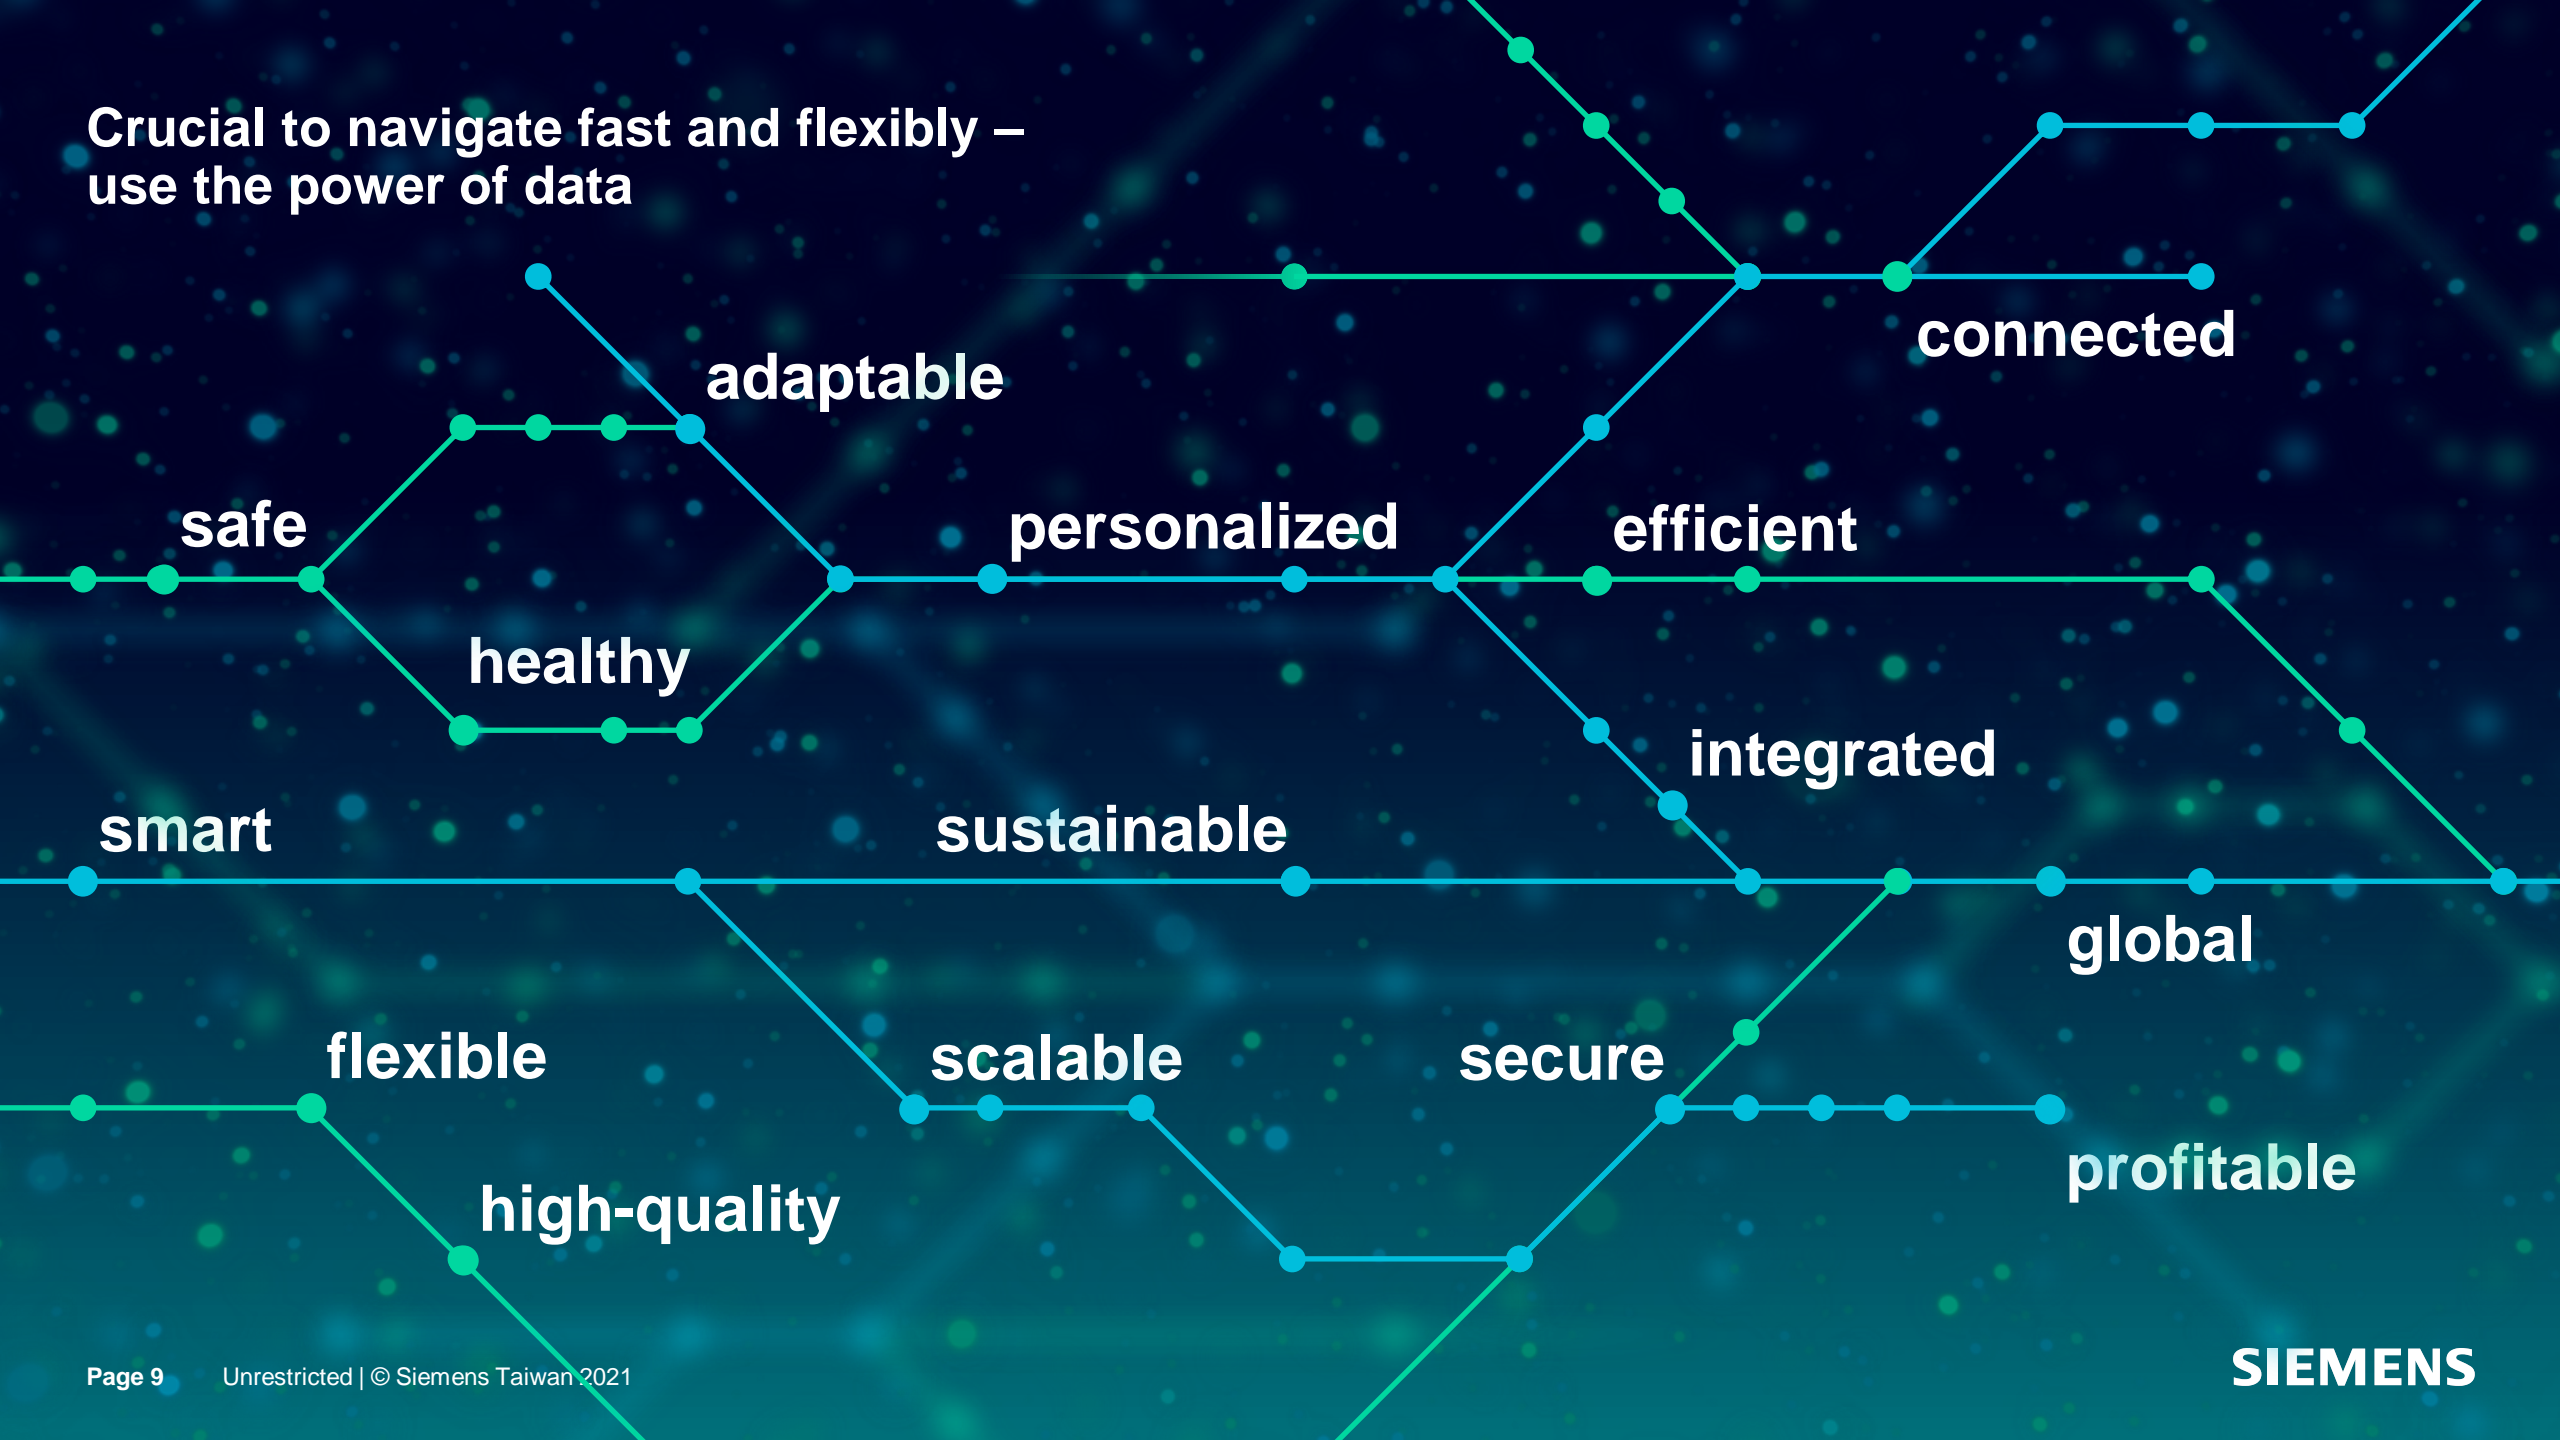 Crucial to navigate fast and flexibly –
use the power of data
connected
adaptable
safe
personalized
efficient
healthy
integrated
smart
sustainable
global
flexible
scalable
secure
profitable
high-quality
Page 9 Unrestricted | © Siemens Taiwan 2021
SIEMENS